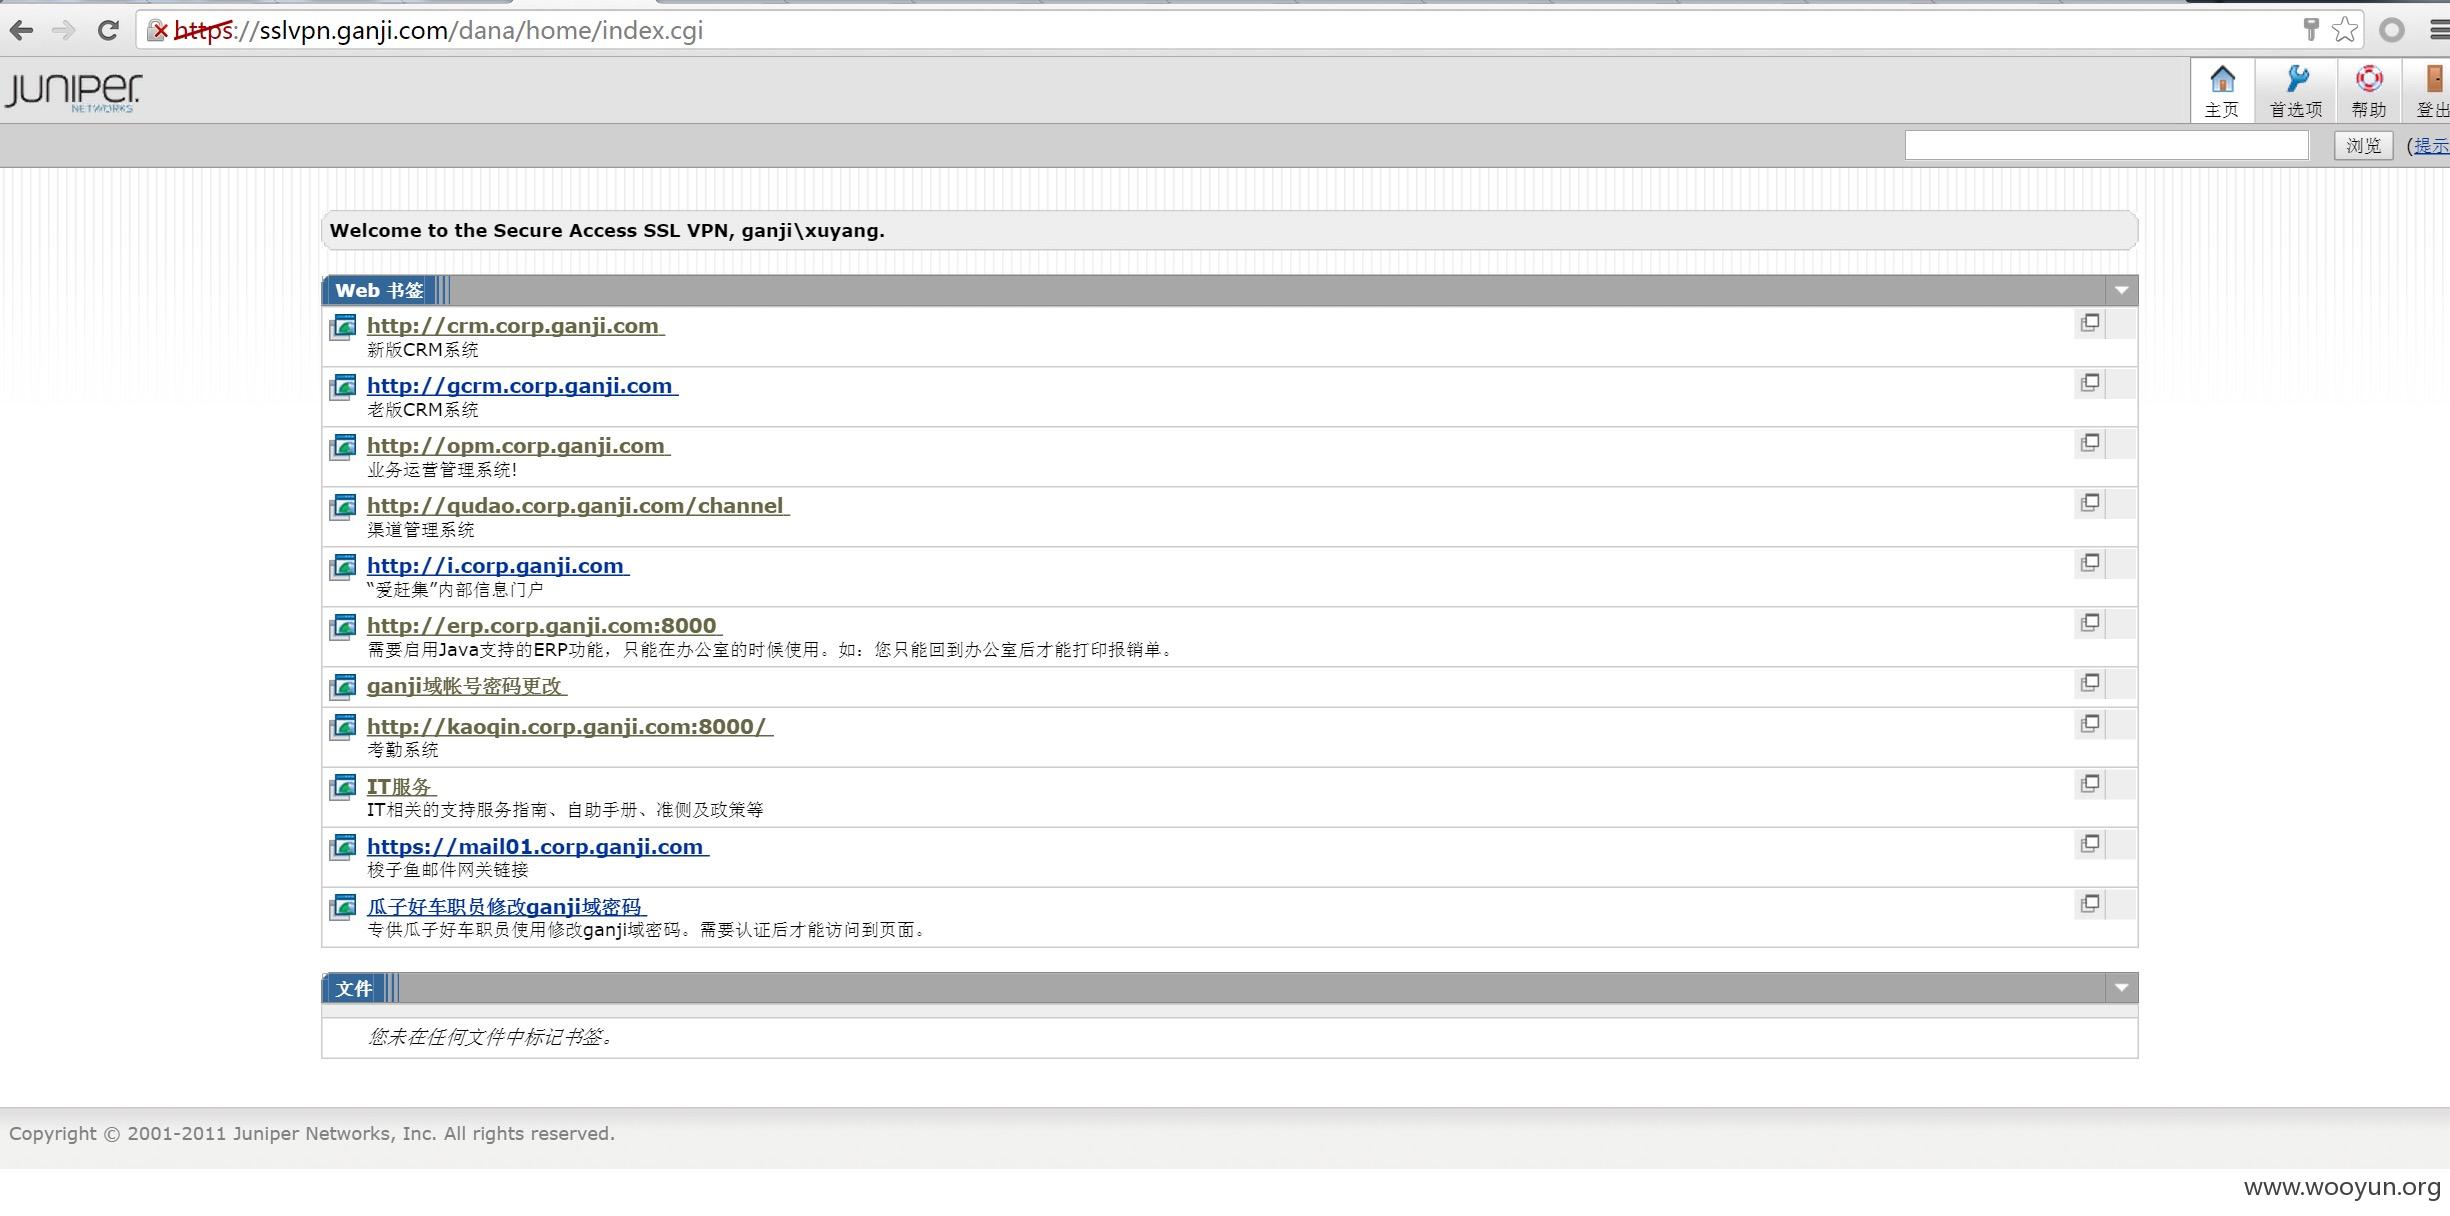 https://sslvpn.ganji.com/dana/home/index.cgi
Juniper
NETWORKS
主页
首选项
帮助
登出
浏览
(提示
Welcome to the Secure Access SSL VPN, ganji\xuyang.
Web 书签
http://crm.corp.ganji.com
新版CRM系统
http://gcrm.corp.ganji.com
老版CRM系统
http://opm.corp.ganji.com
业务运营管理系统!
http://qudao.corp.ganji.com/channel
渠道管理系统
http://i.corp.ganji.com
“爱赶集”内部信息门户
http://erp.corp.ganji.com:8000
需要启用Java支持的ERP功能，只能在办公室的时候使用。如：您只能回到办公室后才能打印报销单。
ganji域帐号密码更改
http://kaoqin.corp.ganji.com:8000/
考勤系统
IT服务
IT相关的支持服务指南、自助手册、准侧及政策等
https://mail01.corp.ganji.com
梭子鱼邮件网关链接
瓜子好车职员修改ganji域密码
专供瓜子好车职员使用修改ganji域密码。需要认证后才能访问到页面。
文件
您未在任何文件中标记书签。
Copyright © 2001-2011 Juniper Networks, Inc. All rights reserved.
www.wooyun.org